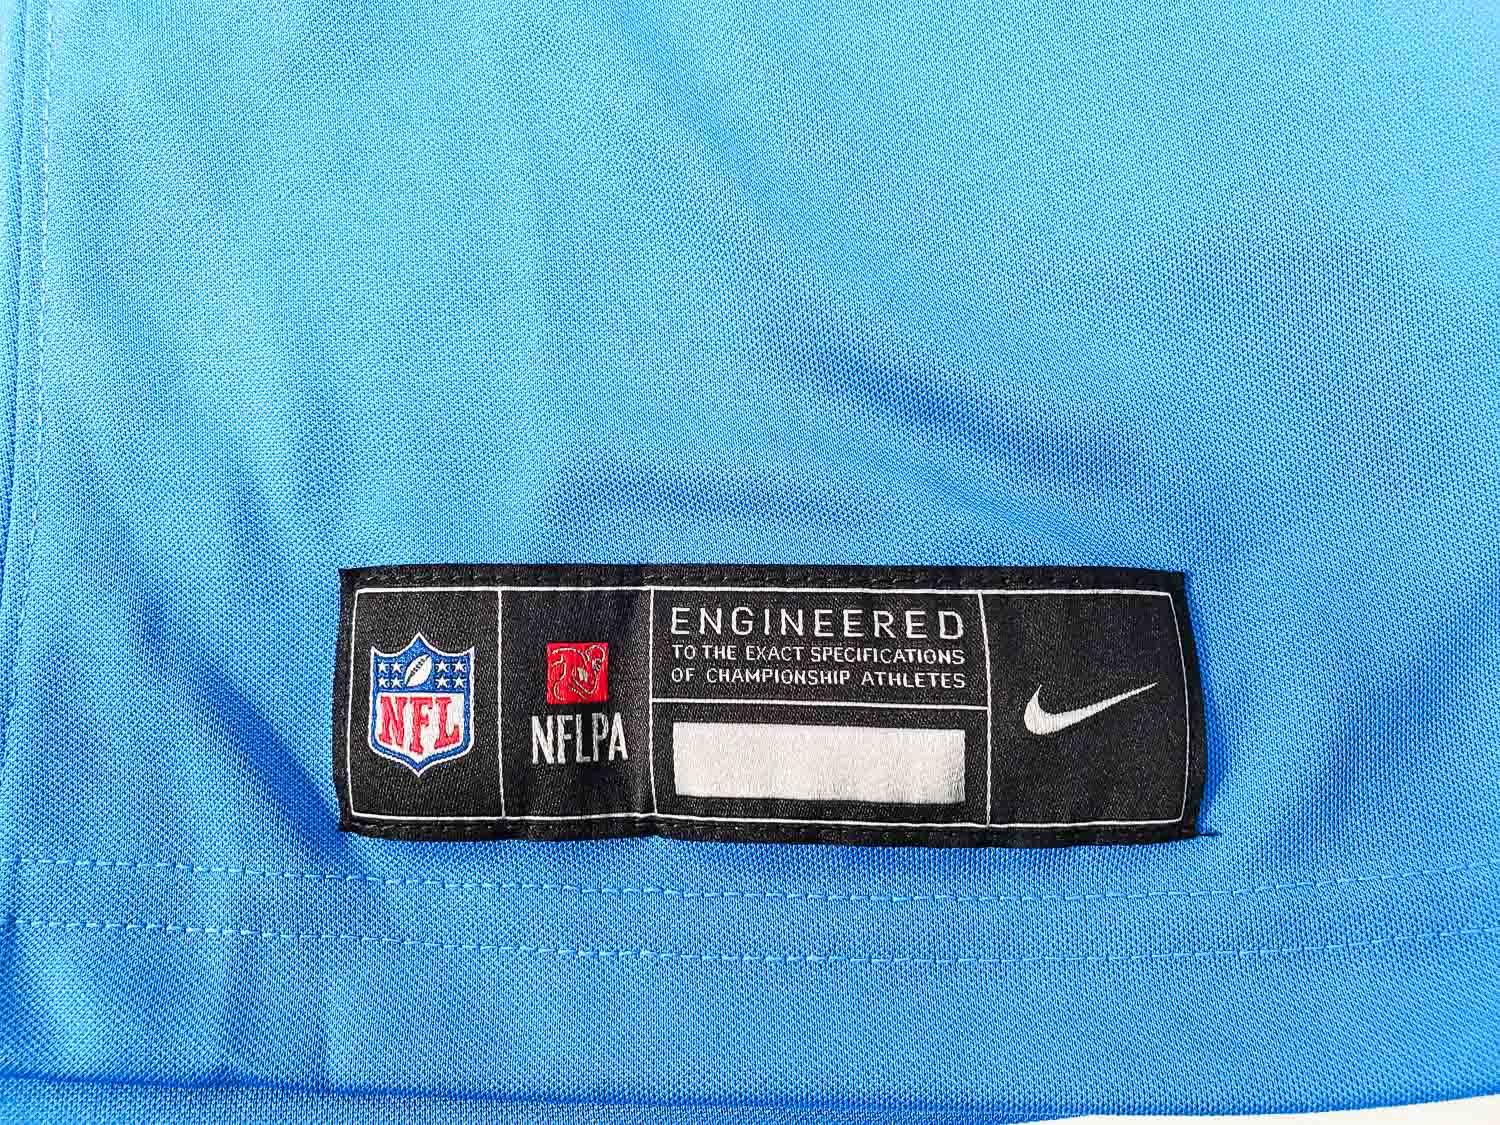 NFL
NFLPA
ENGINEERED
TO THE EXACT SPECIFICATIONS
OF CHAMPIONSHIP ATHLETES